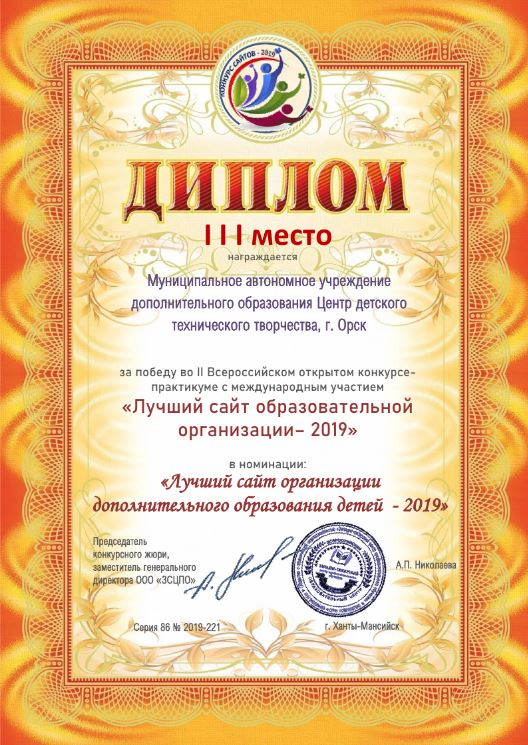 КОНКУРС САЙТОВ - 2019
ДИПЛОМ
III место
награждается
Муниципальное автономное учреждение
дополнительного образования Центр детского
технического творчества, г. Орск
за победу во II Всероссийском открытом конкурсе-
практикуме с международным участием
«Лучший сайт образовательной
организации– 2019»
в номинации:
«Лучший сайт организации
дополнительного образования детей - 2019»
Председатель
конкурсного жюри,
заместитель генерального
директора ООО «ЗСЦПО»
А.П. Николаева
Серия 86 № 2019-221
г. Ханты-Мансийск